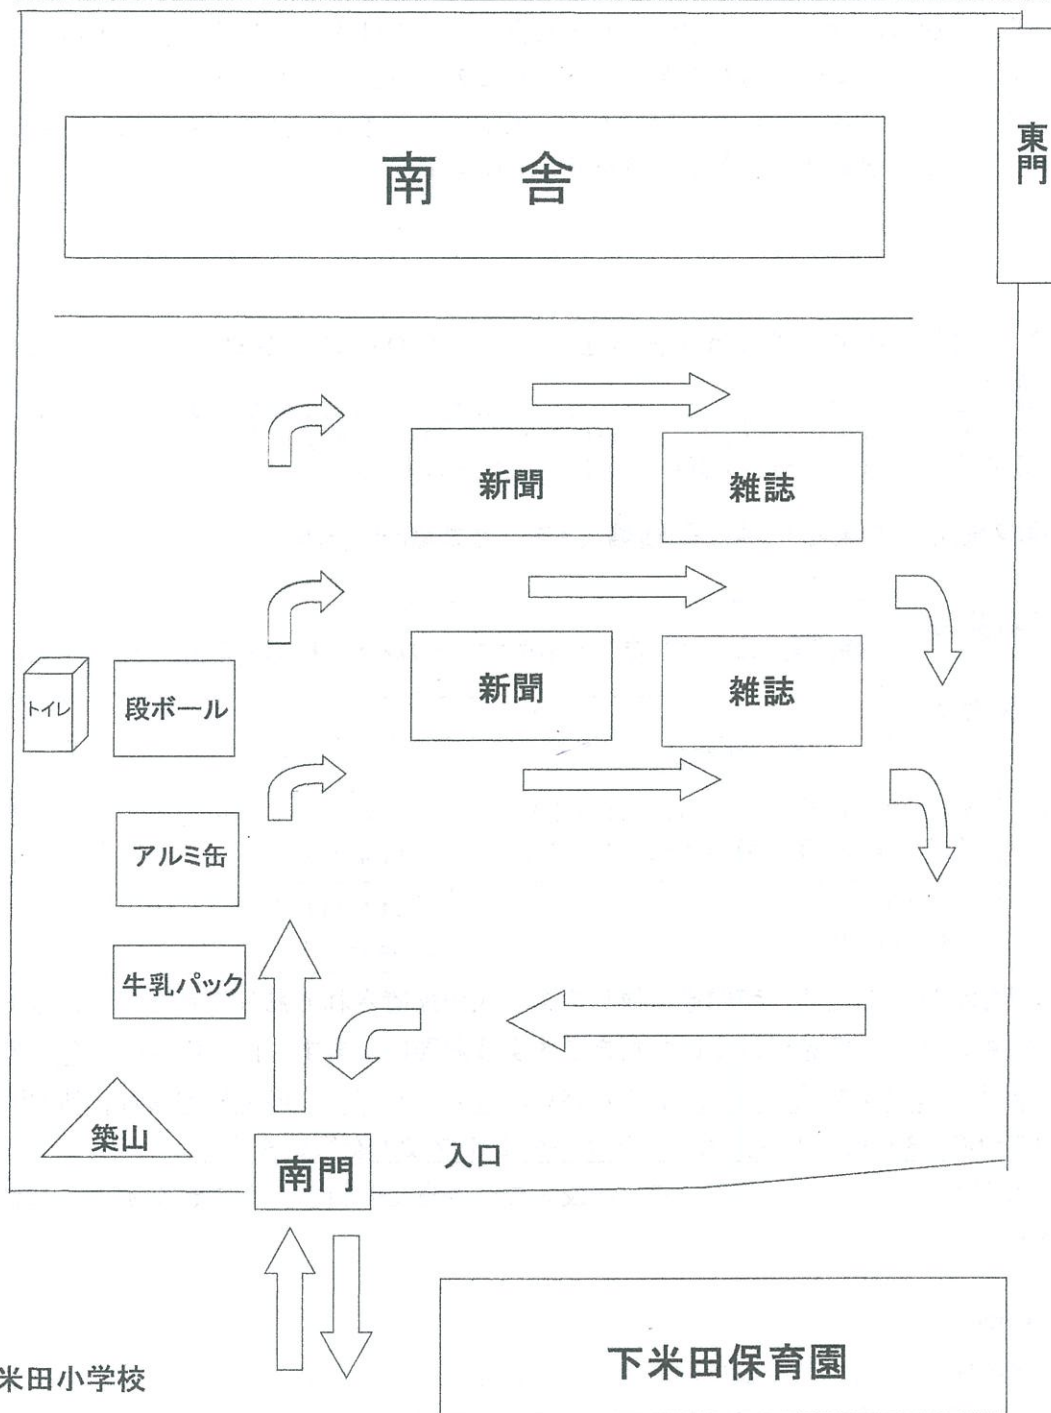 東門
南 舎
新聞
雑誌
新聞
雑誌
トイレ
段ボール
アルミ缶
牛乳パック
築山
南門
入口
下米田保育園
米田小学校